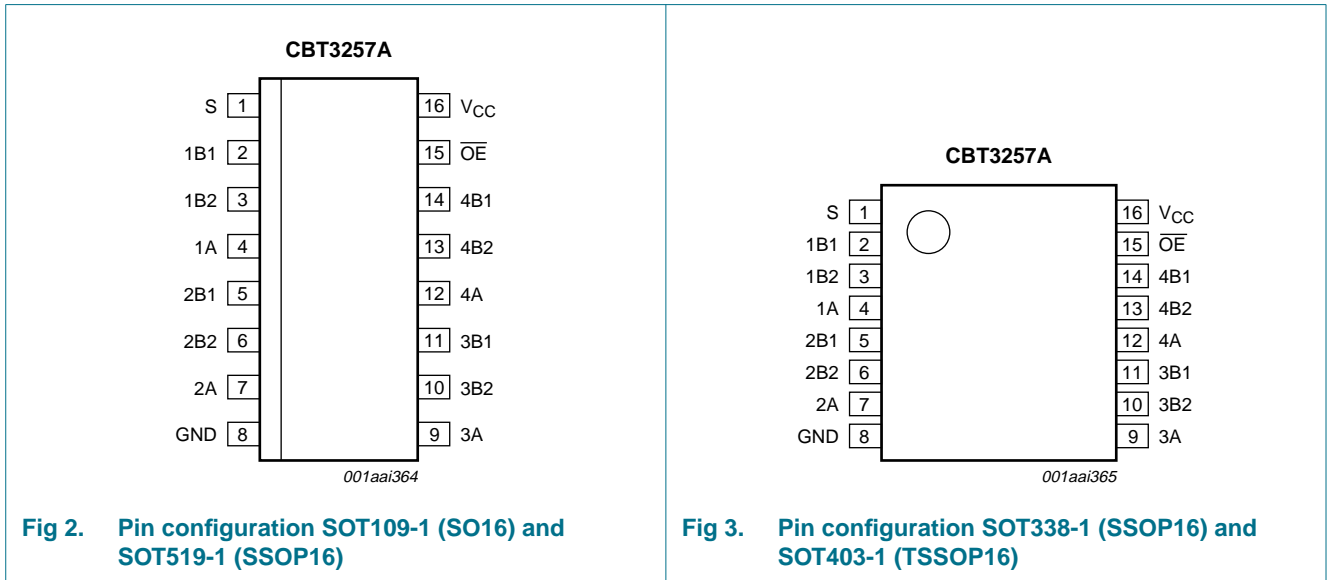 CBT3257A
S 1 16 VCC
1B1 2 15 OE
1B2 3 14 4B1
1A 4 13 4B2
2B1 5 12 4A
2B2 6 11 3B1
2A 7 10 3B2
GND 8 9 3A
001aai364
Fig 2. Pin configuration SOT109-1 (SO16) and
SOT519-1 (SSOP16)
CBT3257A
S 1 16 VCC
1B1 2 15 OE
1B2 3 14 4B1
1A 4 13 4B2
2B1 5 12 4A
2B2 6 11 3B1
2A 7 10 3B2
GND 8 9 3A
001aai365
Fig 3. Pin configuration SOT338-1 (SSOP16) and
SOT403-1 (TSSOP16)